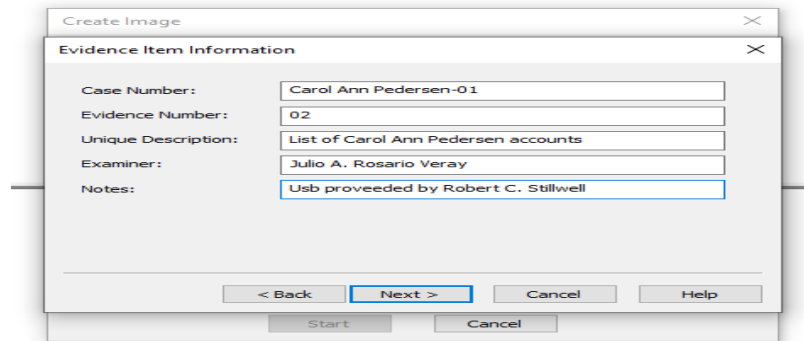 Create Image
Evidence Item Information
Case Number: Carol Ann Pedersen-01
Evidence Number: 02
Unique Description: List of Carol Ann Pedersen accounts
Examiner: Julio A. Rosario Veray
Notes: Usb proveeded by Robert C. Stillwell
< Back Next > Cancel Help
Start Cancel